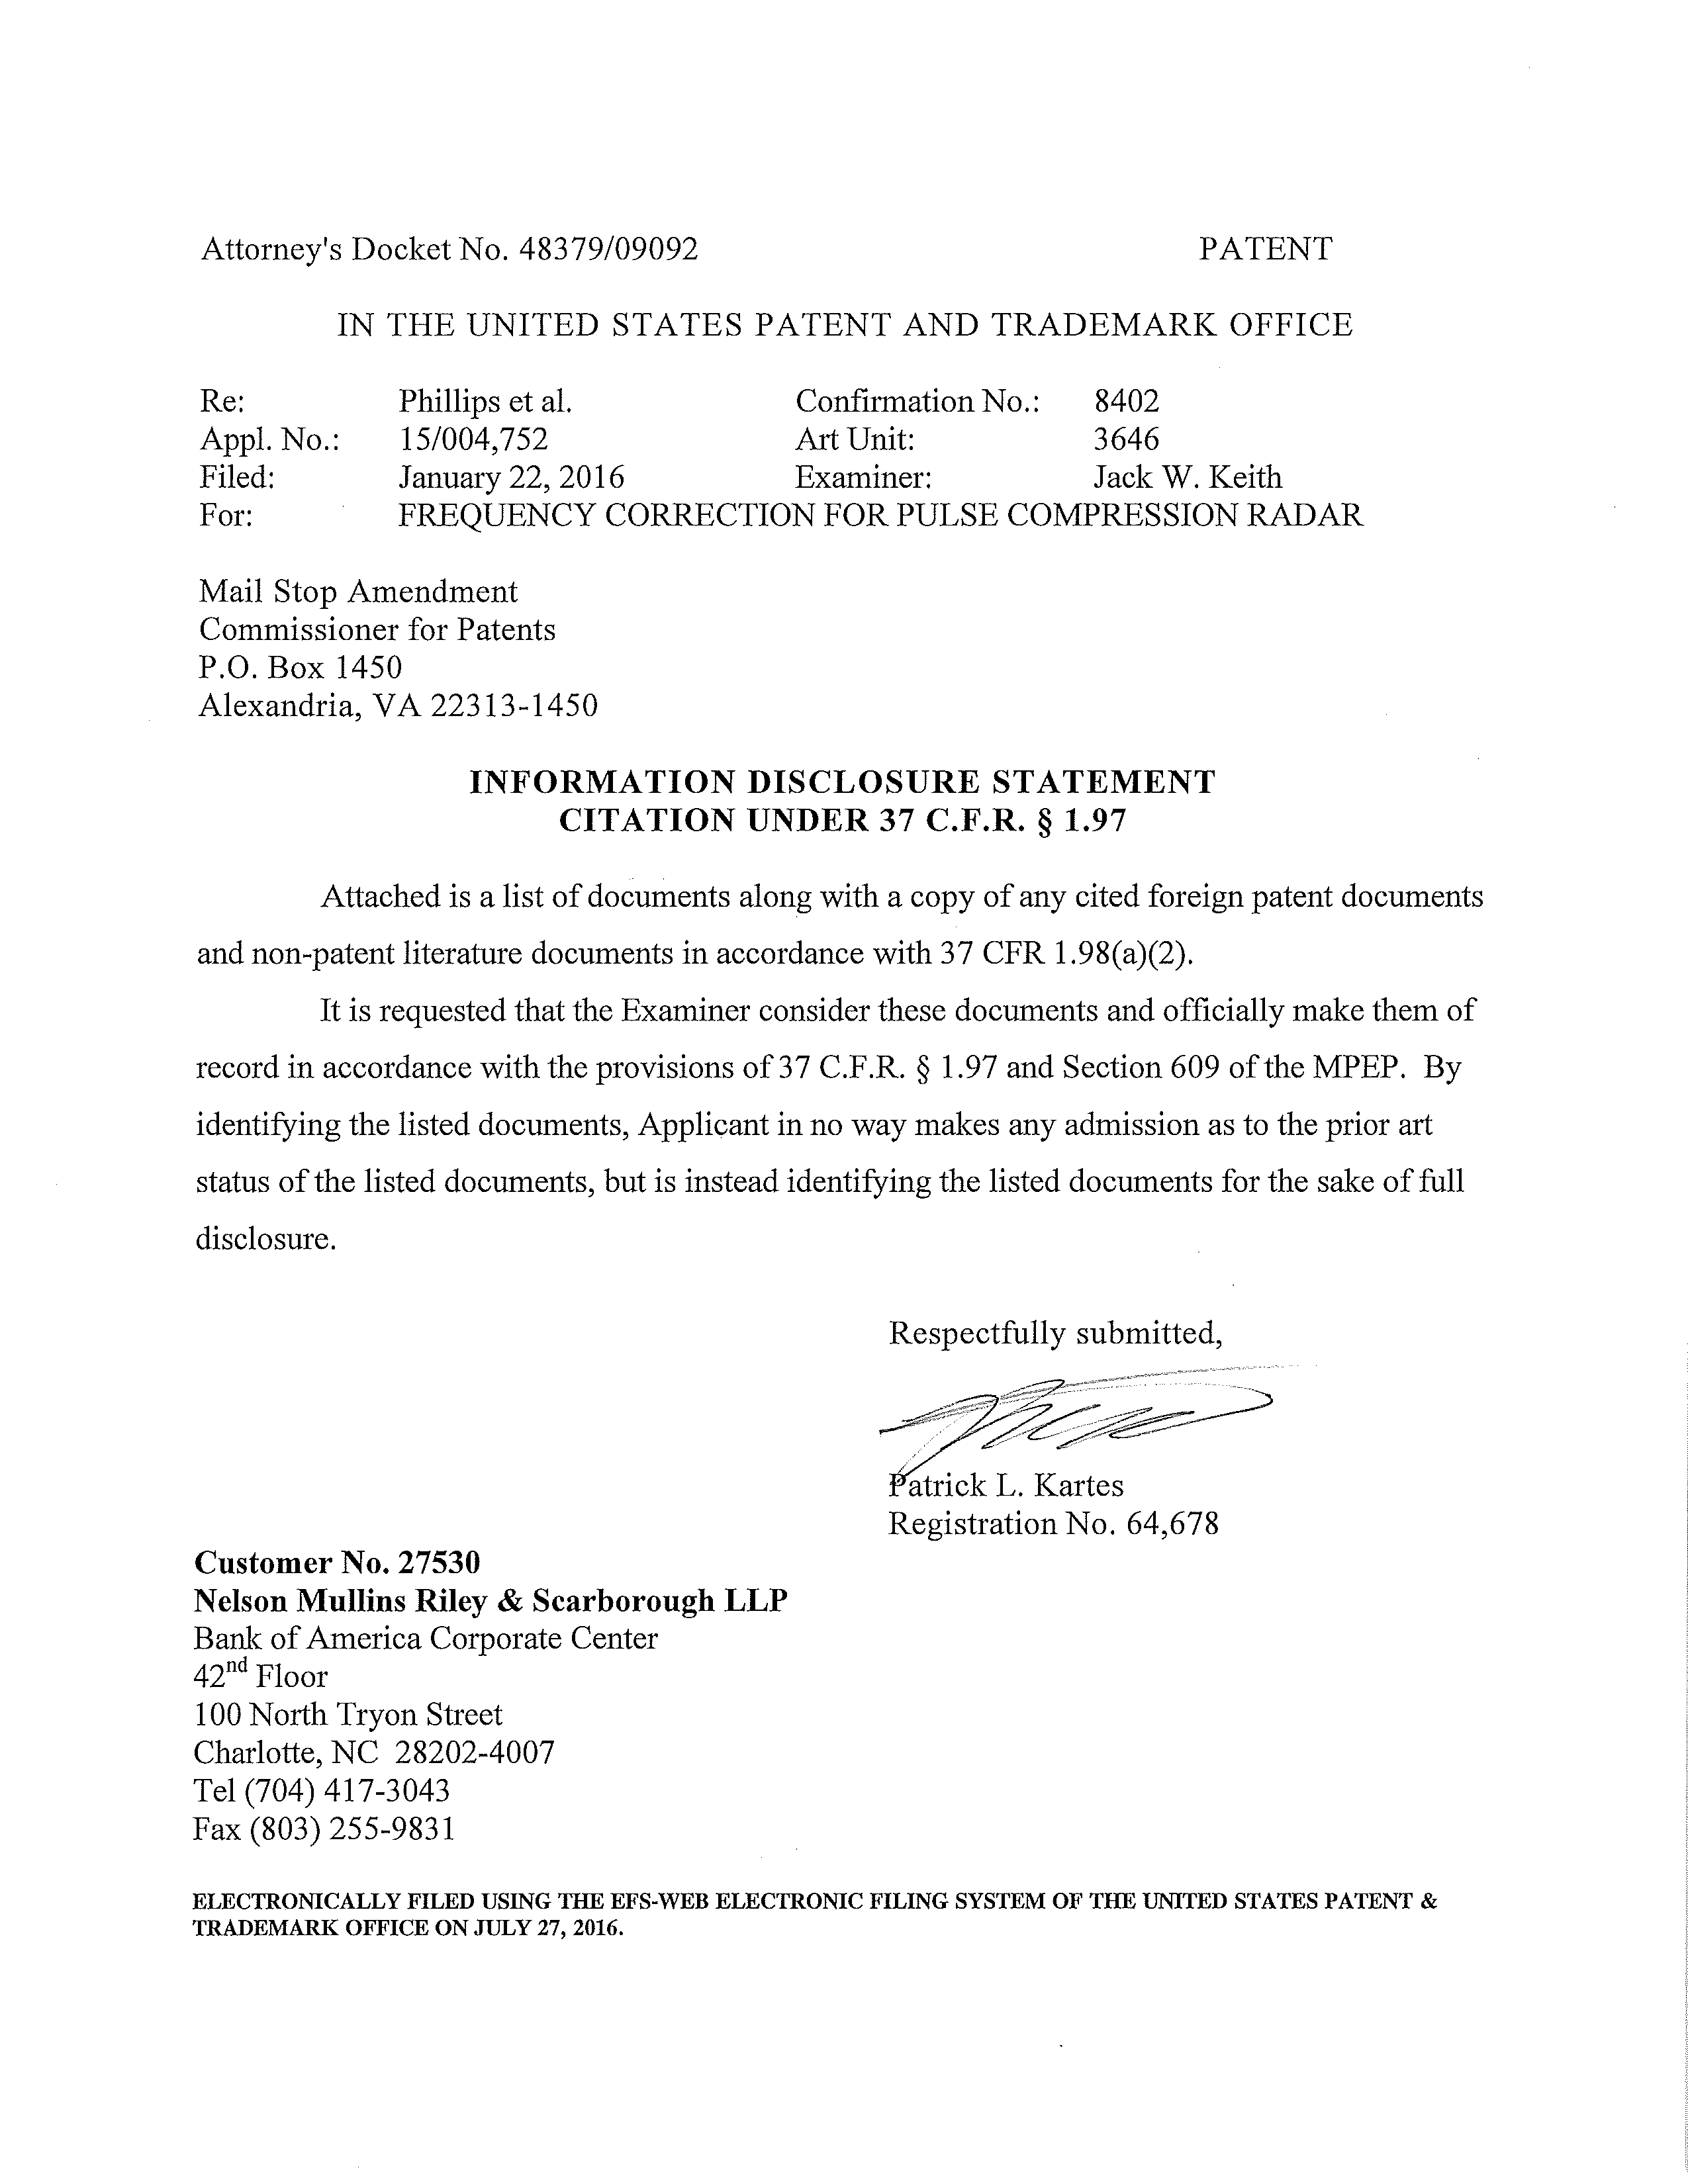 Attorney's Docket No. 48379/09092 PATENT
IN THE UNITED STATES PATENT AND TRADEMARK OFFICE
Re: Phillips et al. Confirmation No.: 8402
Appl. No.: 15/004,752 Art Unit: 3646
Filed: January 22, 2016 Examiner: Jack W. Keith
For: FREQUENCY CORRECTION FOR PULSE COMPRESSION RADAR
Mail Stop Amendment
Commissioner for Patents
P.O. Box 1450
Alexandria, VA 22313-1450
INFORMATION DISCLOSURE STATEMENT
CITATION UNDER 37 C.F.R. § 1.97
Attached is a list of documents along with a copy of any cited foreign patent documents
and non-patent literature documents in accordance with 37 CFR 1.98(a)(2).
It is requested that the Examiner consider these documents and officially make them of
record in accordance with the provisions of 37 C.F.R. § 1.97 and Section 609 of the MPEP. By
identifying the listed documents, Applicant in no way makes any admission as to the prior art
status of the listed documents, but is instead identifying the listed documents for the sake of full
disclosure.
Respectfully submitted,
Patrick L. Kartes
Registration No. 64,678
Customer No. 27530
Nelson Mullins Riley & Scarborough LLP
Bank of America Corporate Center
42nd Floor
100 North Tryon Street
Charlotte, NC 28202-4007
Tel (704) 417-3043
Fax (803) 255-9831
ELECTRONICALLY FILED USING THE EFS-WEB ELECTRONIC FILING SYSTEM OF THE UNITED STATES PATENT &
TRADEMARK OFFICE ON JULY 27, 2016.